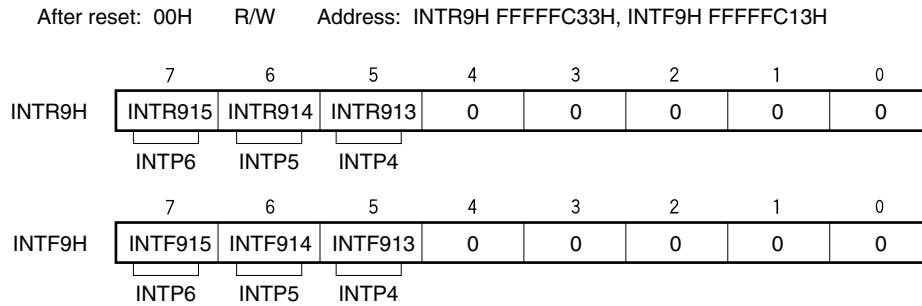 After reset: 00H R/W Address: INTR9H FFFFFC33H, INTF9H FFFFFC13H
7 6 5 4 3 2 1 0
INTR9H INTR915 INTR914 INTR913 0 0 0 0 0
INTP6 INTP5 INTP4
7 6 5 4 3 2 1 0
INTF9H INTF915 INTF914 INTF913 0 0 0 0 0
INTP6 INTP5 INTP4